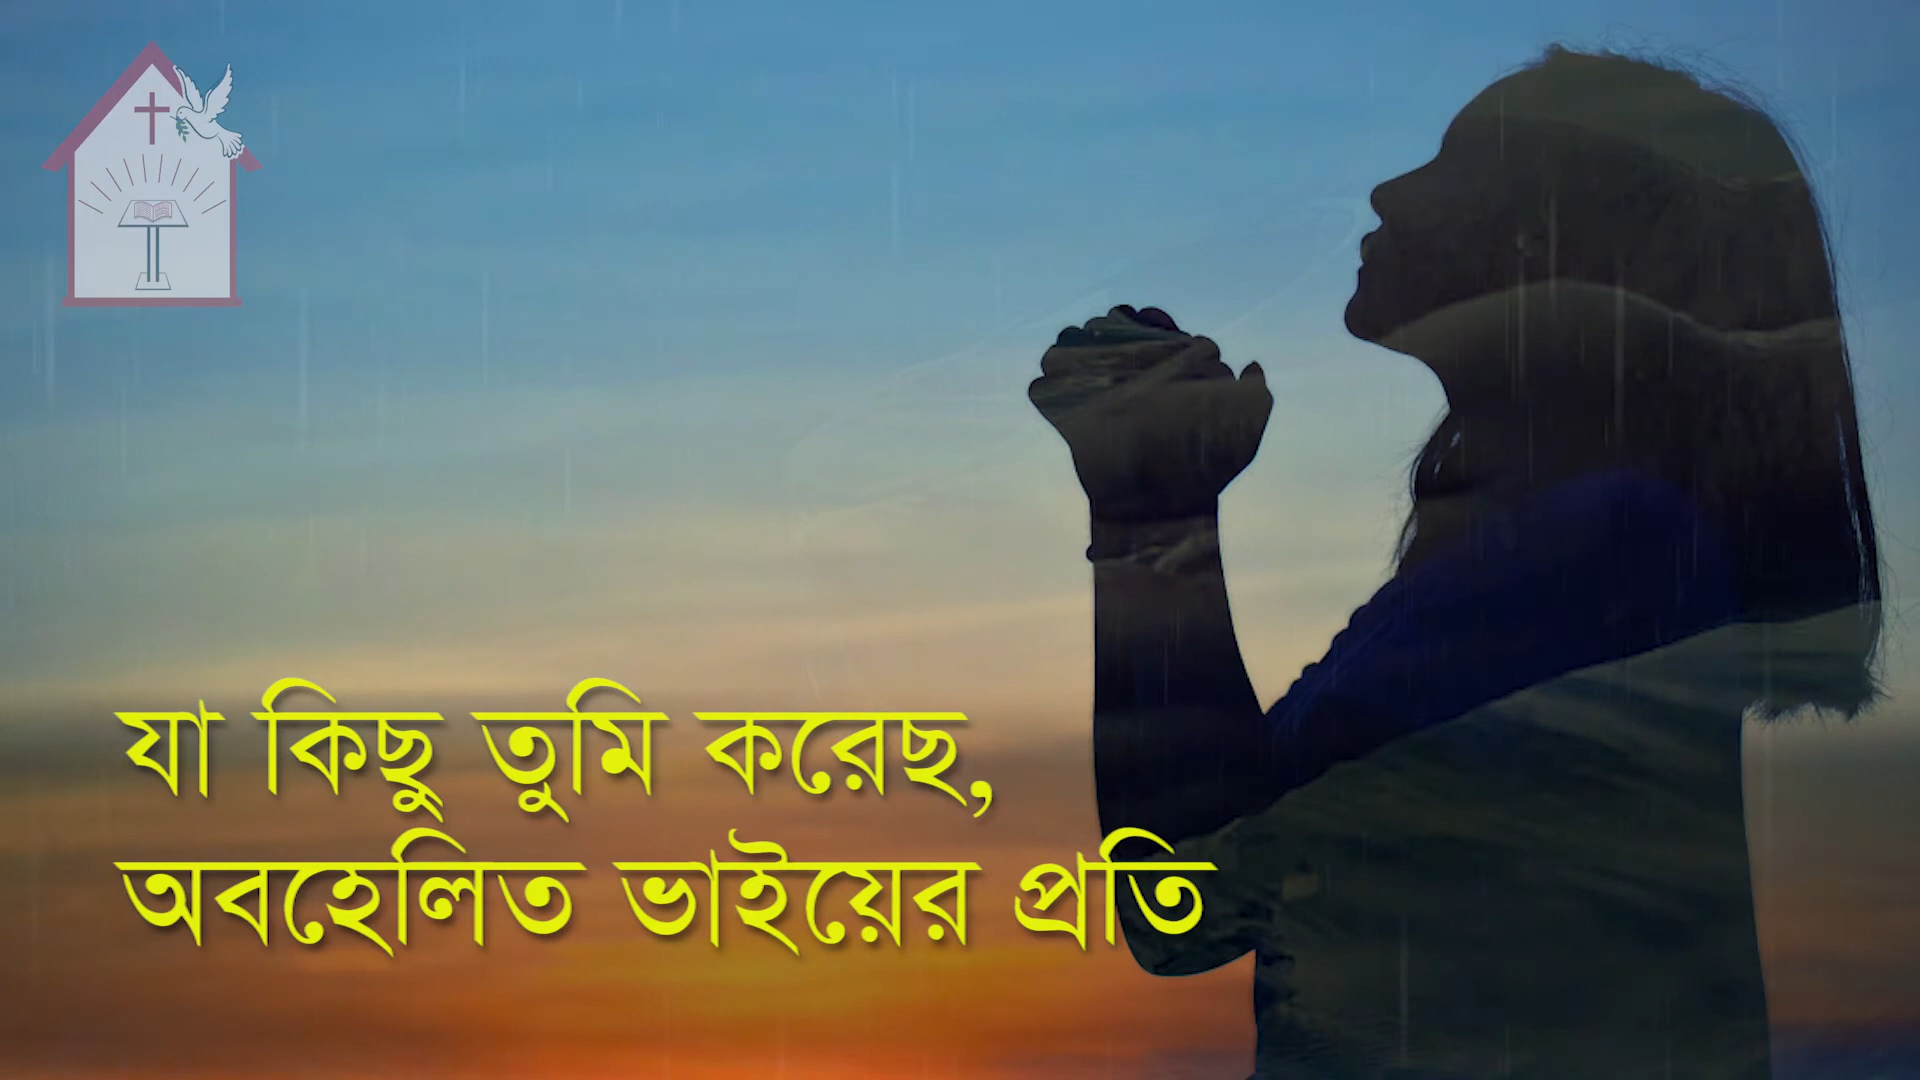 যা কিছু তুমি করেছ,
অবহেলিত ভাইয়ের প্রতি